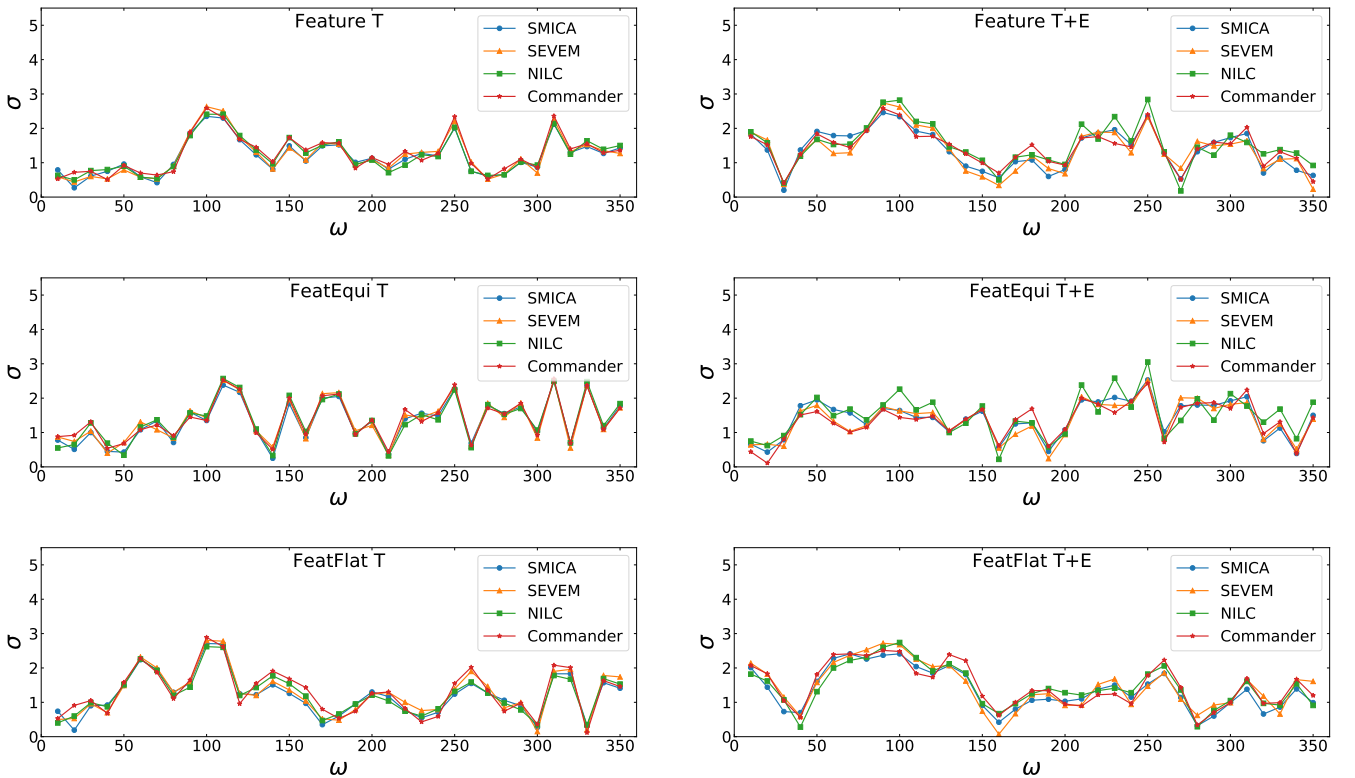 Feature T
SMICA
SEVEM
NILC
Commander
σ
5
4
3
2
1
0
0 50 100 150 200 250 300 350
ω
Feature T+E
SMICA
SEVEM
NILC
Commander
σ
5
4
3
2
1
0
0 50 100 150 200 250 300 350
ω
FeatEqui T
SMICA
SEVEM
NILC
Commander
σ
5
4
3
2
1
0
0 50 100 150 200 250 300 350
ω
FeatEqui T+E
SMICA
SEVEM
NILC
Commander
σ
5
4
3
2
1
0
0 50 100 150 200 250 300 350
ω
FeatFlat T
SMICA
SEVEM
NILC
Commander
σ
5
4
3
2
1
0
0 50 100 150 200 250 300 350
ω
FeatFlat T+E
SMICA
SEVEM
NILC
Commander
σ
5
4
3
2
1
0
0 50 100 150 200 250 300 350
ω